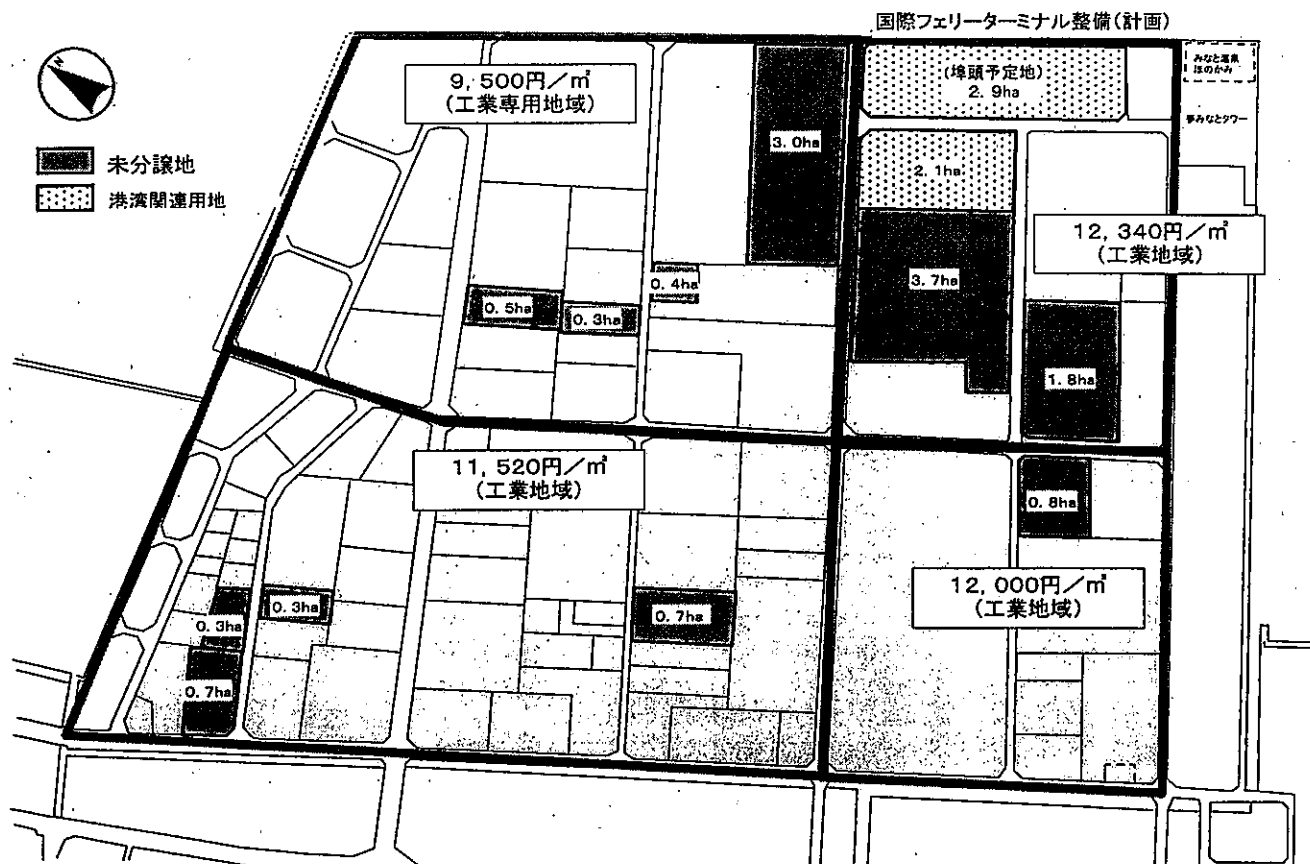 国際フェリーターミナル整備(計画)
N
みなと温泉
ほのかみ
9,500円/㎡
(工業専用地域)
(埠頭予定地)
2.9ha
夢みなとタワー
未分譲地
3.0ha
2.1ha
港湾関連用地
12,340円/㎡
(工業地域)
0.4ha
3.7ha
0.5ha
0.3ha
1.8ha
11,520円/㎡
(工業地域)
0.8ha
12,000円/㎡
(工業地域)
0.3ha
0.7ha
0.3ha
0.7ha